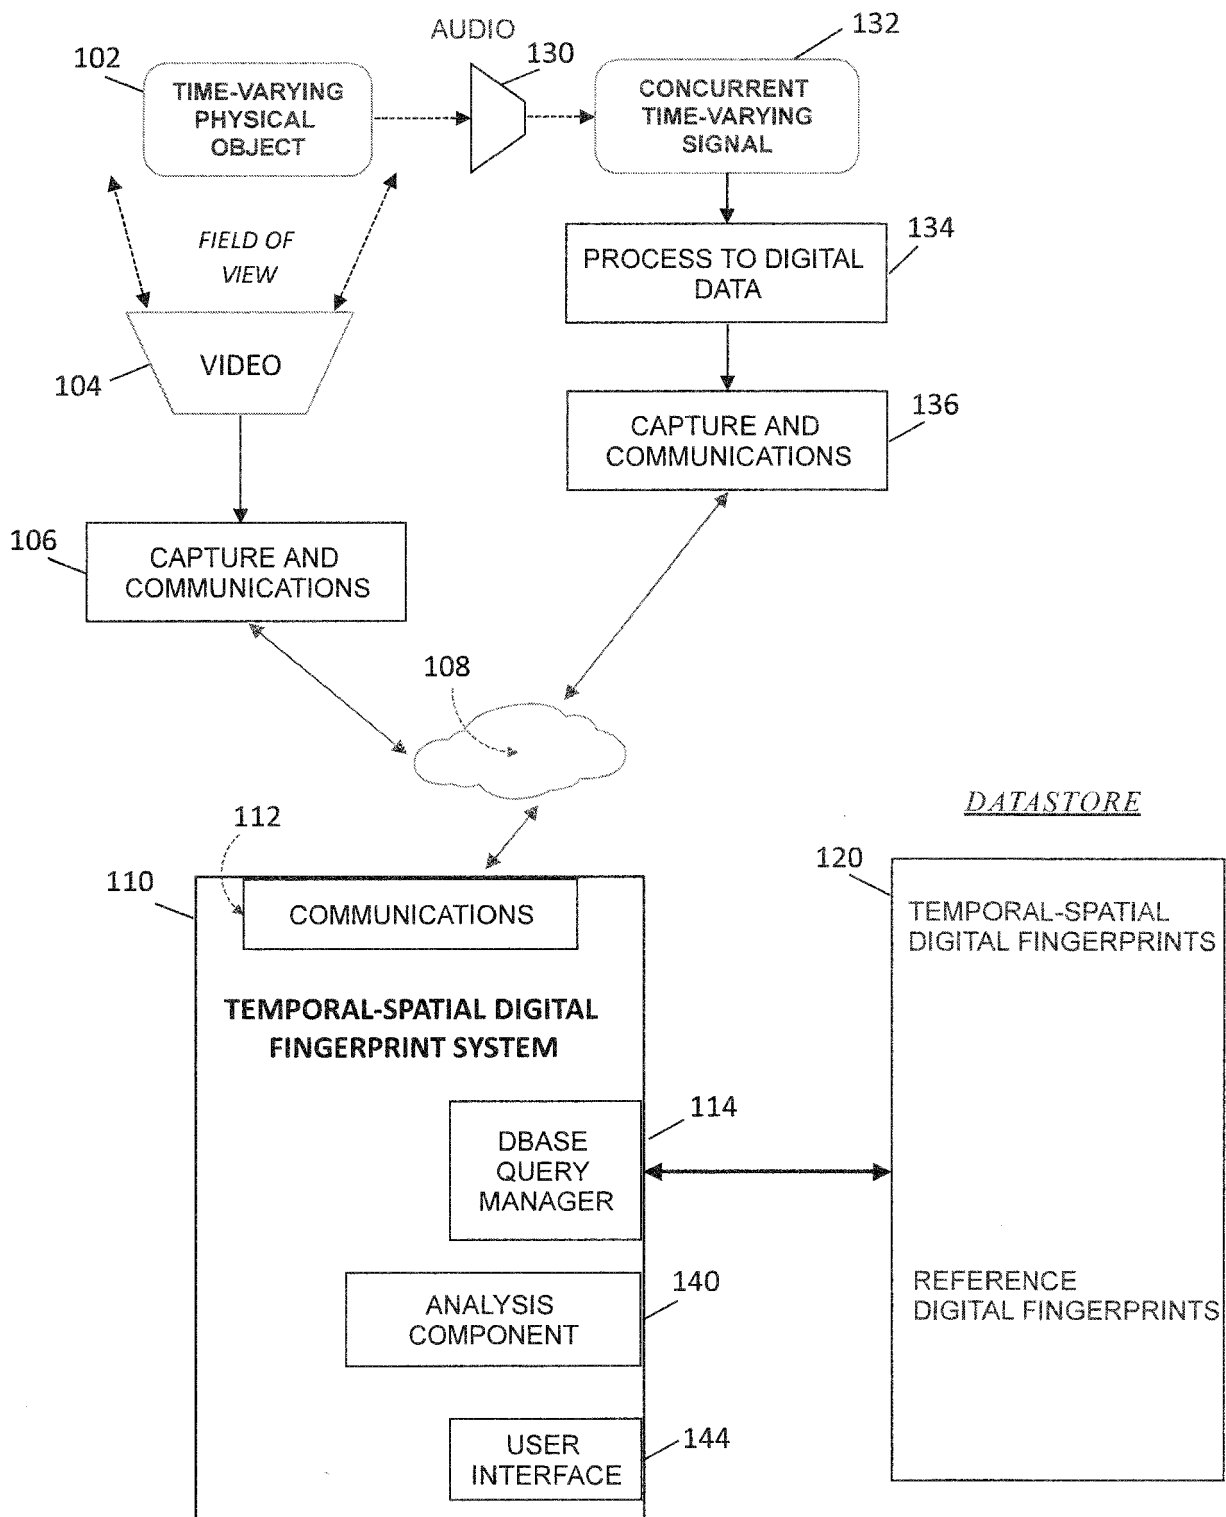 AUDIO
102
130
132
TIME-VARYING
PHYSICAL
OBJECT
CONCURRENT
TIME-VARYING
SIGNAL
FIELD OF
VIEW
134
PROCESS TO DIGITAL
DATA
104
VIDEO
136
CAPTURE AND
COMMUNICATIONS
106
CAPTURE AND
COMMUNICATIONS
108
112
DATASTORE
110
COMMUNICATIONS
120
TEMPORAL-SPATIAL
DIGITAL FINGERPRINTS
TEMPORAL-SPATIAL DIGITAL
FINGERPRINT SYSTEM
114
DBASE
QUERY
MANAGER
REFERENCE
DIGITAL FINGERPRINTS
140
ANALYSIS
COMPONENT
144
USER
INTERFACE